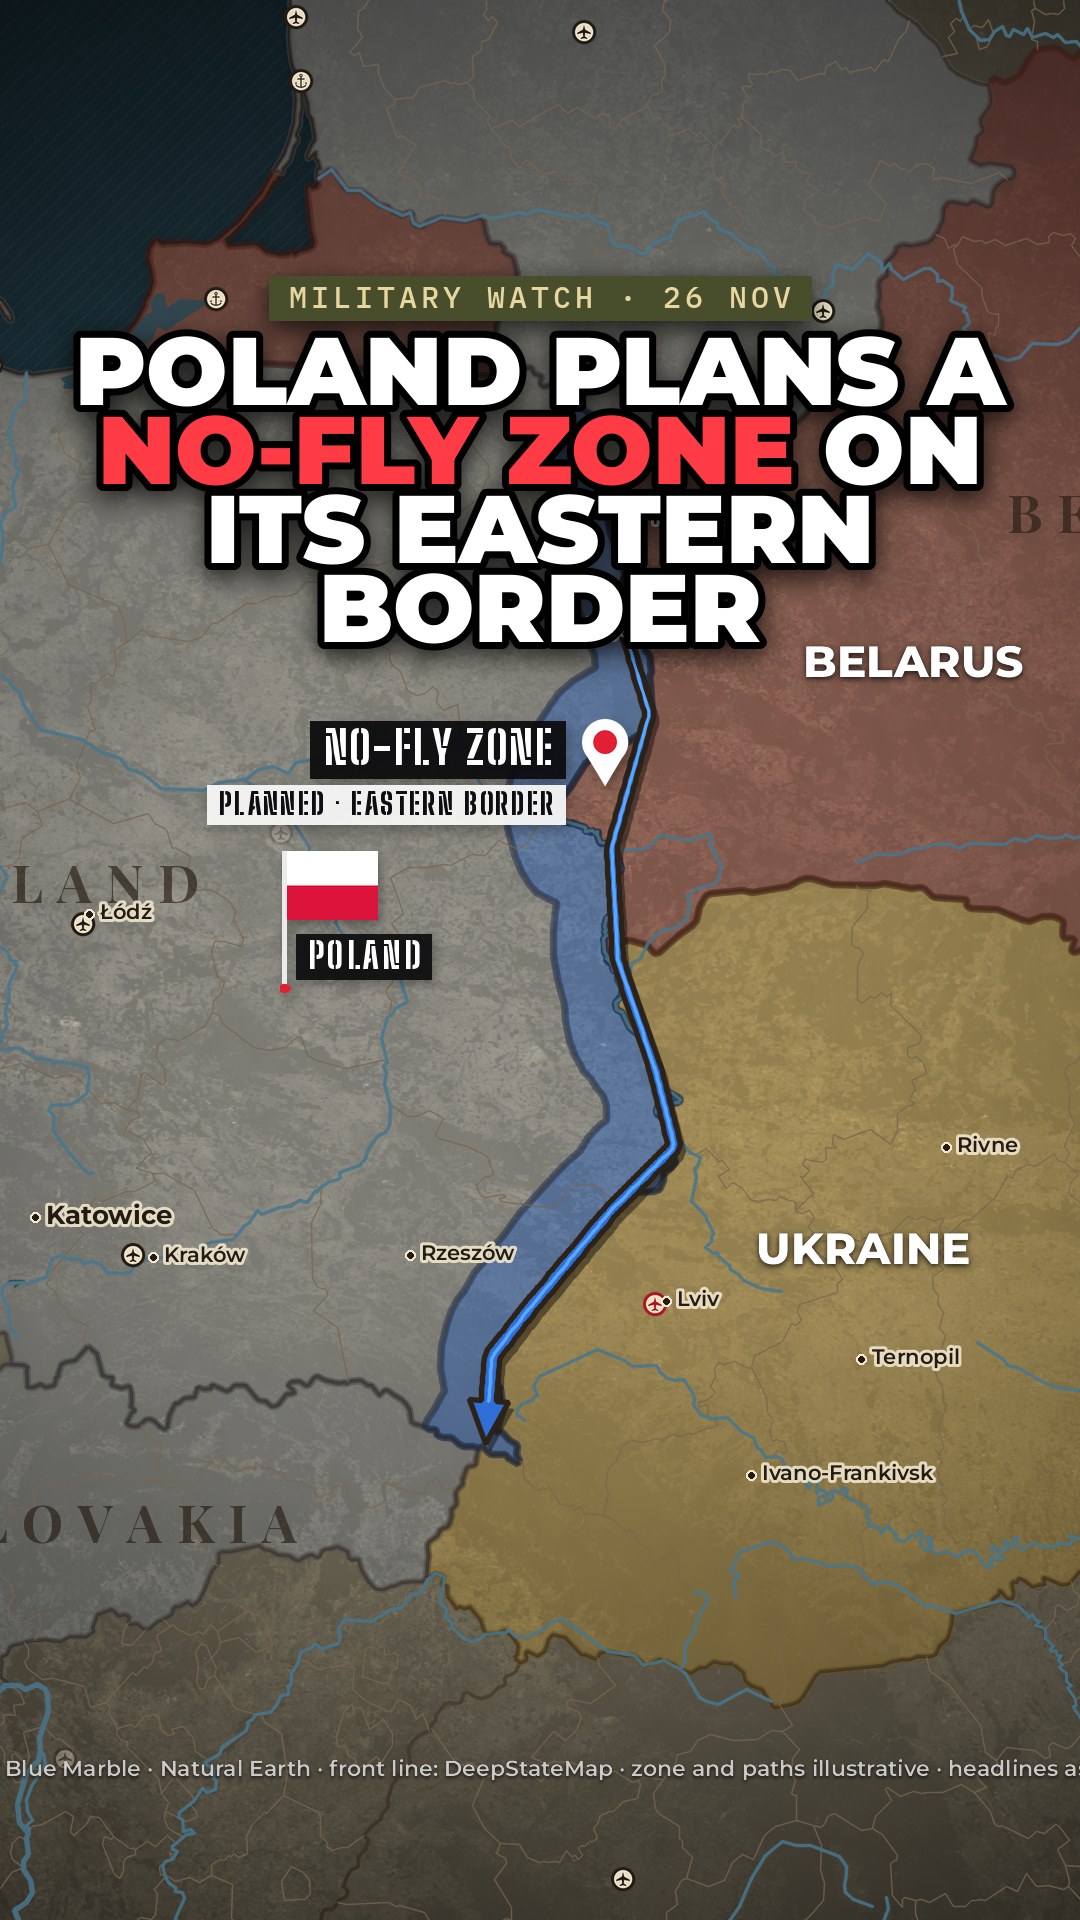 MILITARY WATCH · 26 NOV
POLAND PLANS A
NO-FLY ZONE ON
ITS EASTERN
BORDER
BE
BELARUS
NO-FLY ZONE
PLANNED · EASTERN BORDER
LAND
Łódź
POLAND
Rivne
Katowice
Kraków
Rzeszów
UKRAINE
Lviv
Ternopil
Ivano-Frankivsk
LOVAKIA
Blue Marble · Natural Earth · front line: DeepStateMap · zone and paths illustrative · headlines as